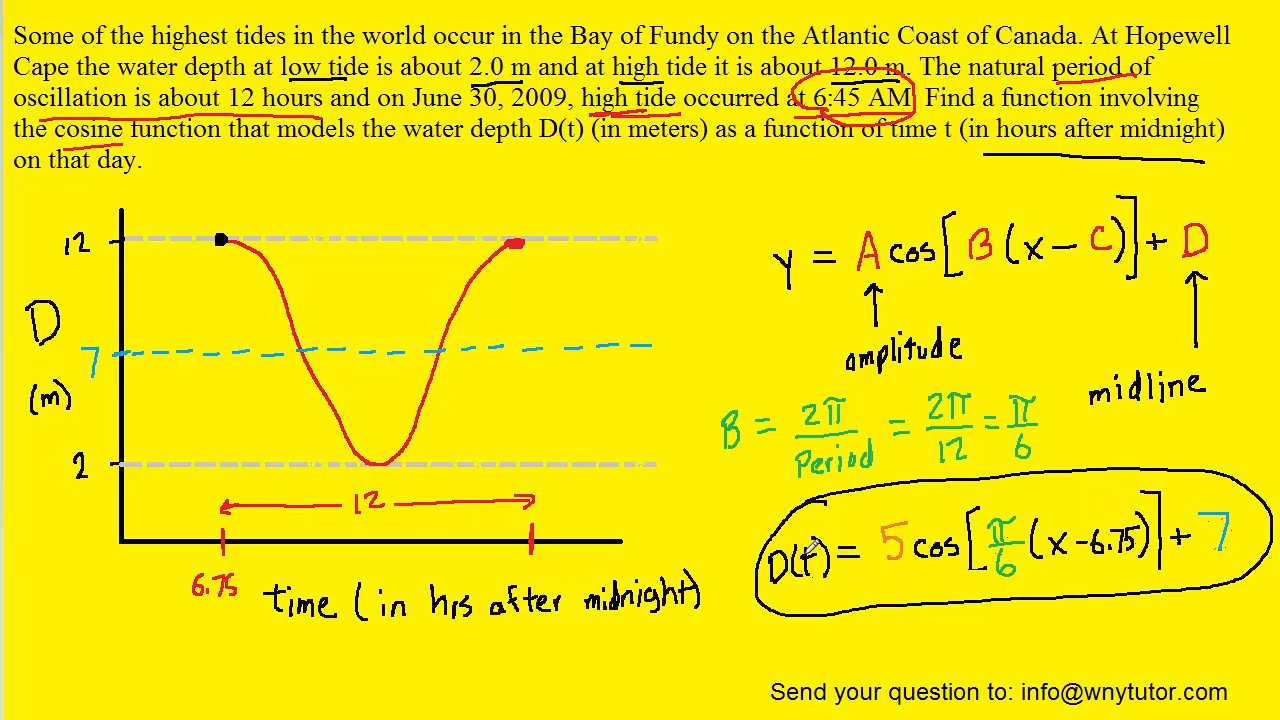 Some of the highest tides in the world occur in the Bay of Fundy on the Atlantic Coast of Canada. At Hopewell
Cape the water depth at low tide is about 2.0 m and at high tide it is about 12.0 m. The natural period of
oscillation is about 12 hours and on June 30, 2009, high tide occurred at 6:45 AM. Find a function involving
the cosine function that models the water depth D(t) (in meters) as a function of time t (in hours after midnight)
on that day.
12
D
7
(m)
2
12
6.75
time (in hrs after midnight)
y = A cos[B(x - C)] + D
amplitude
midline
B = 2π/Period = 2π/12 = π/6
D(t) = 5 cos[π/6 (x - 6.75)] + 7
Send your question to: info@wnytutor.com